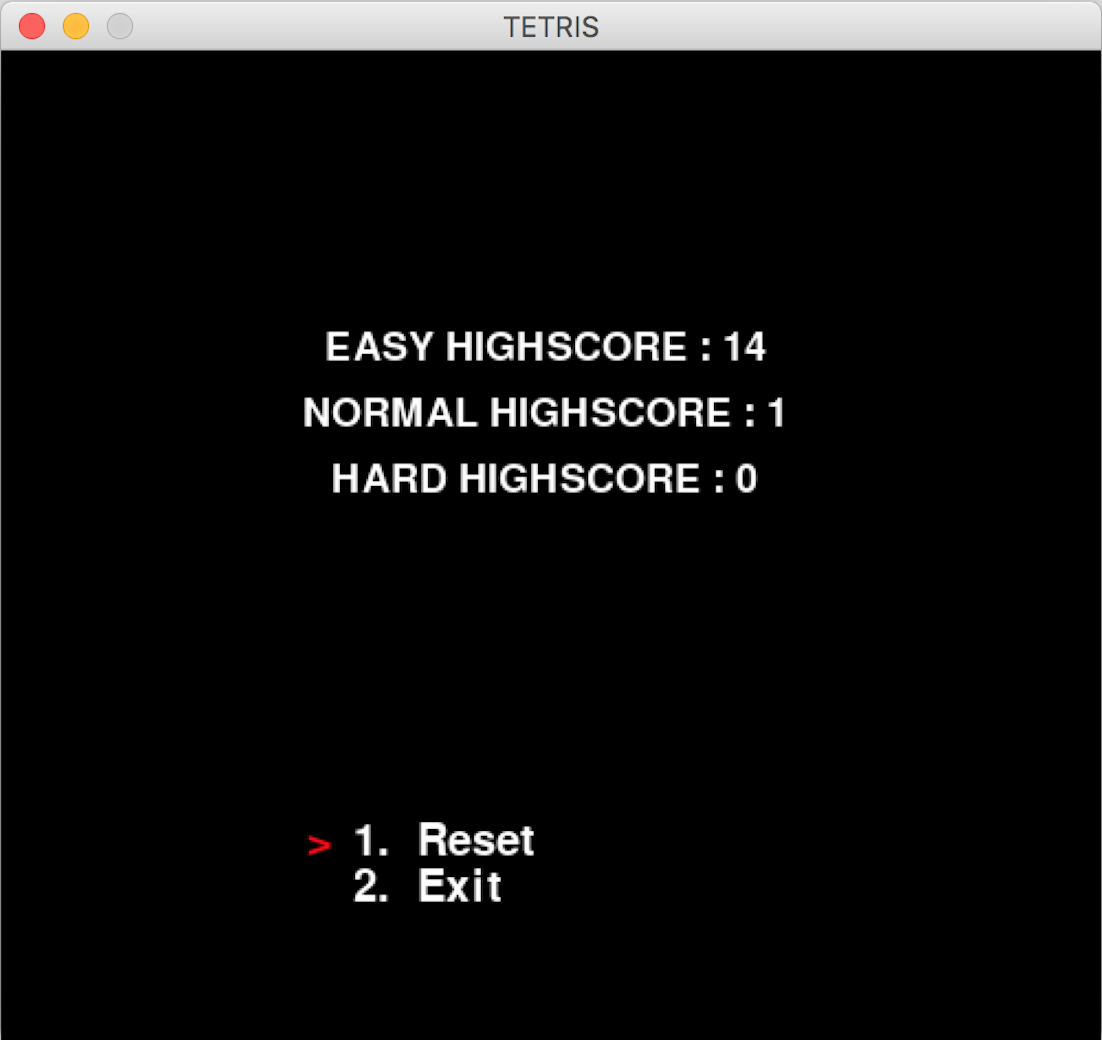 TETRIS
EASY HIGHSCORE : 14
NORMAL HIGHSCORE : 1
HARD HIGHSCORE : 0
> 1. Reset
2. Exit